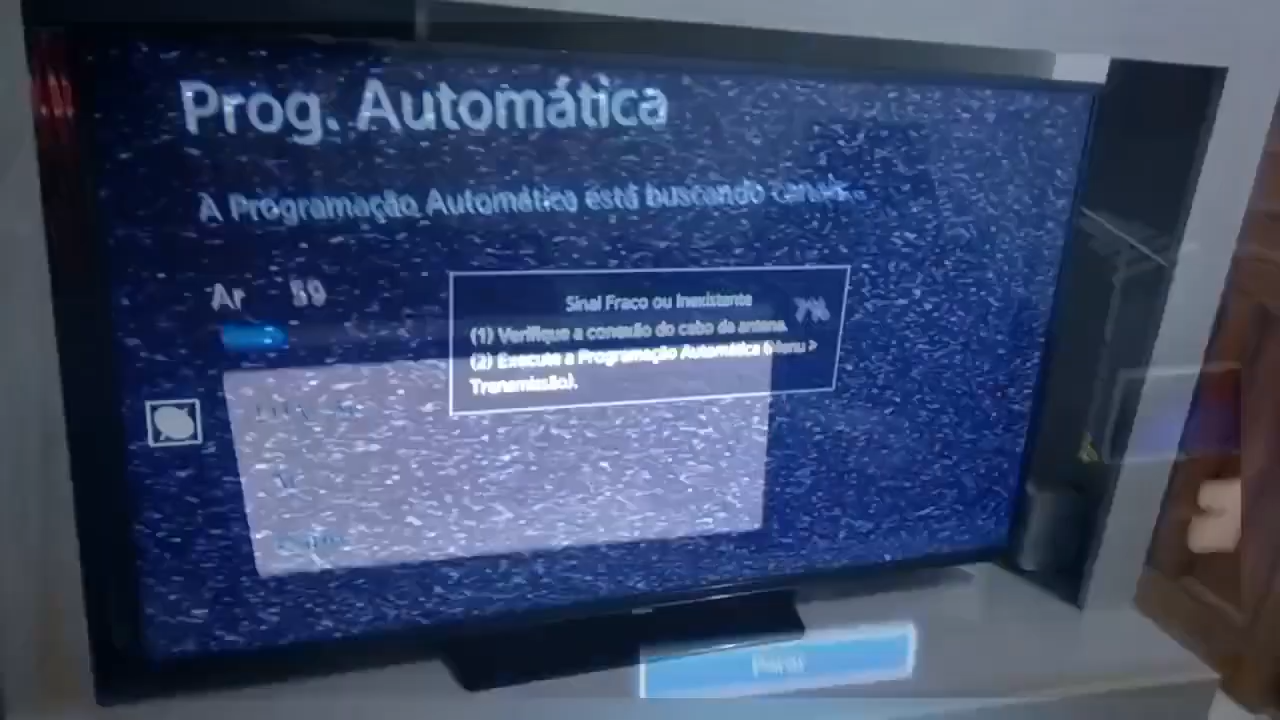 Prog. Automática
A Programação Automática está buscando canais...
Ar 59
7%
Sinal Fraco ou Inexistente
(1) Verifique a conexão do cabo da antena.
(2) Execute a Programação Automática (Menu >
Transmissão).
Parar